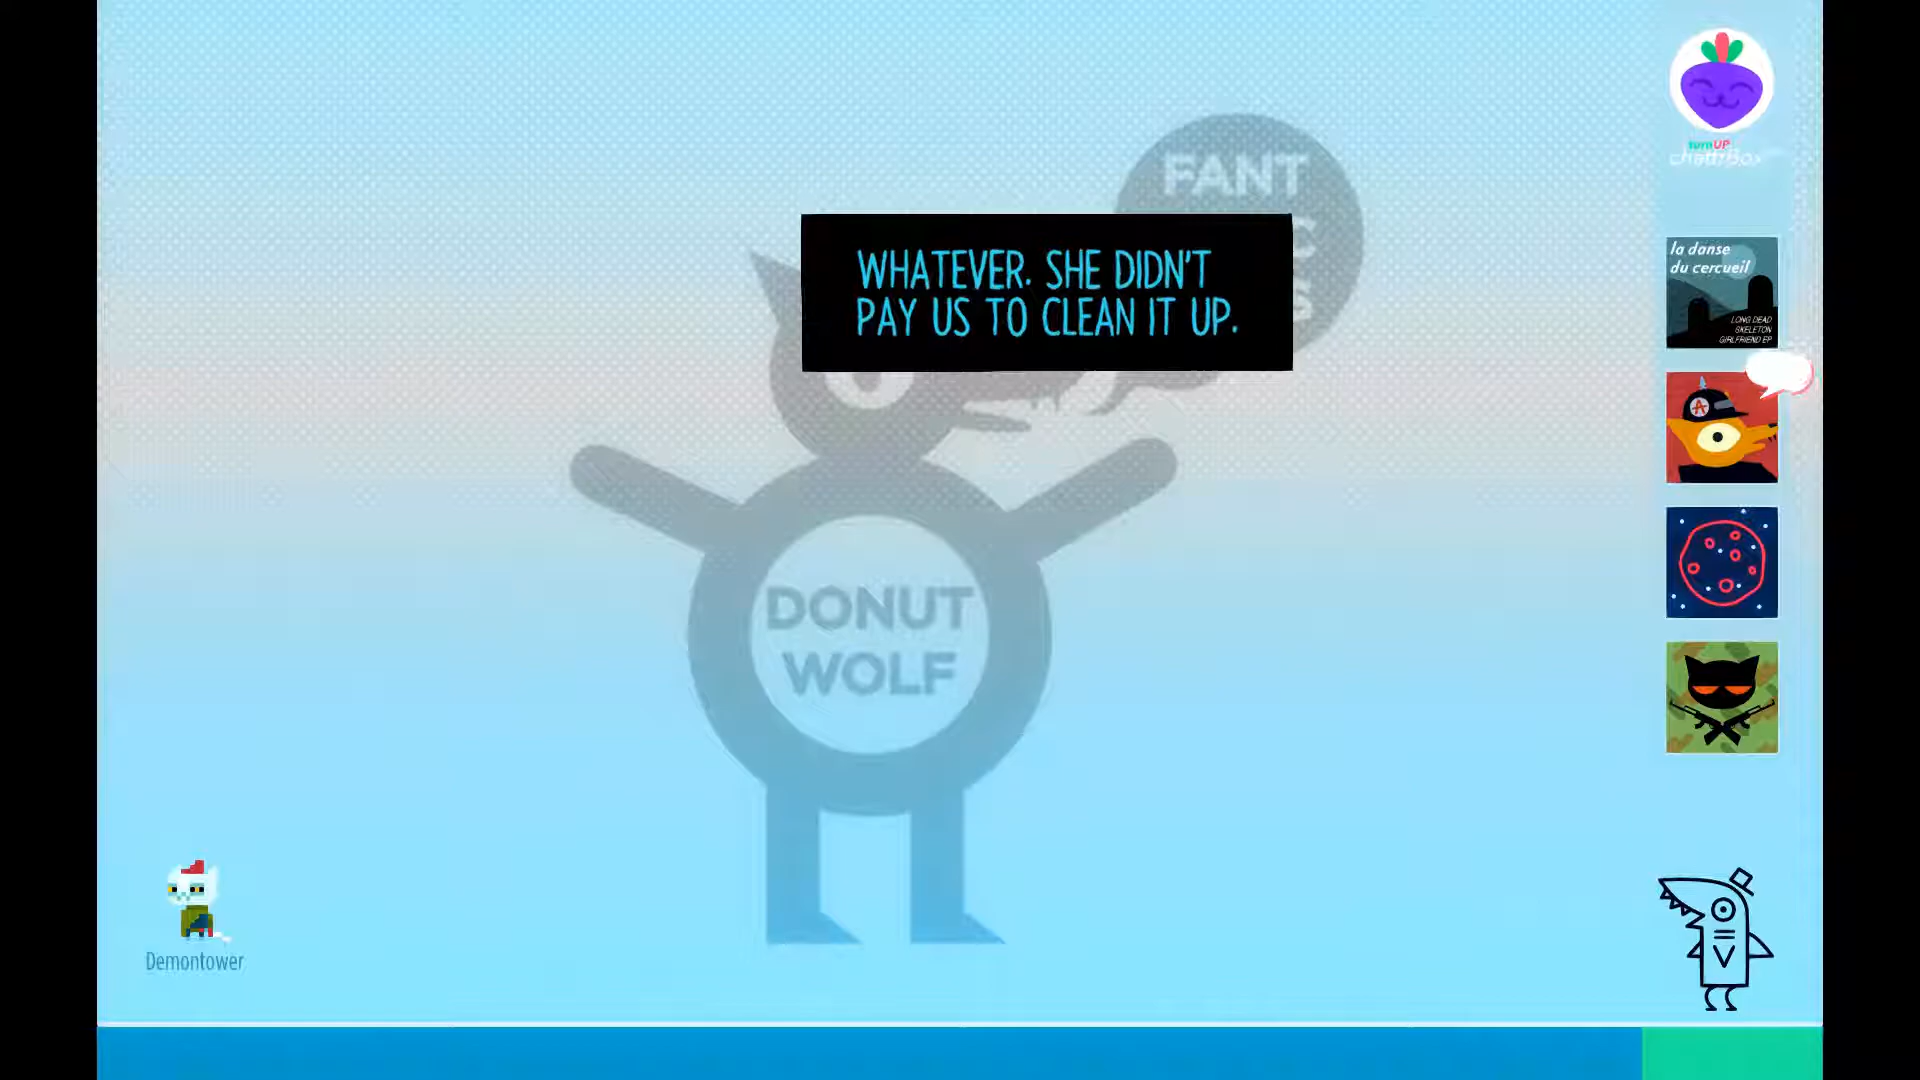 FANT
C
S
WHATEVER. SHE DIDN'T
PAY US TO CLEAN IT UP.
DONUT
WOLF
turnUP
chattrBox
la danse
du cercueil
LONG DEAD
SKELETON
GIRLFRIEND EP
A
Demontower